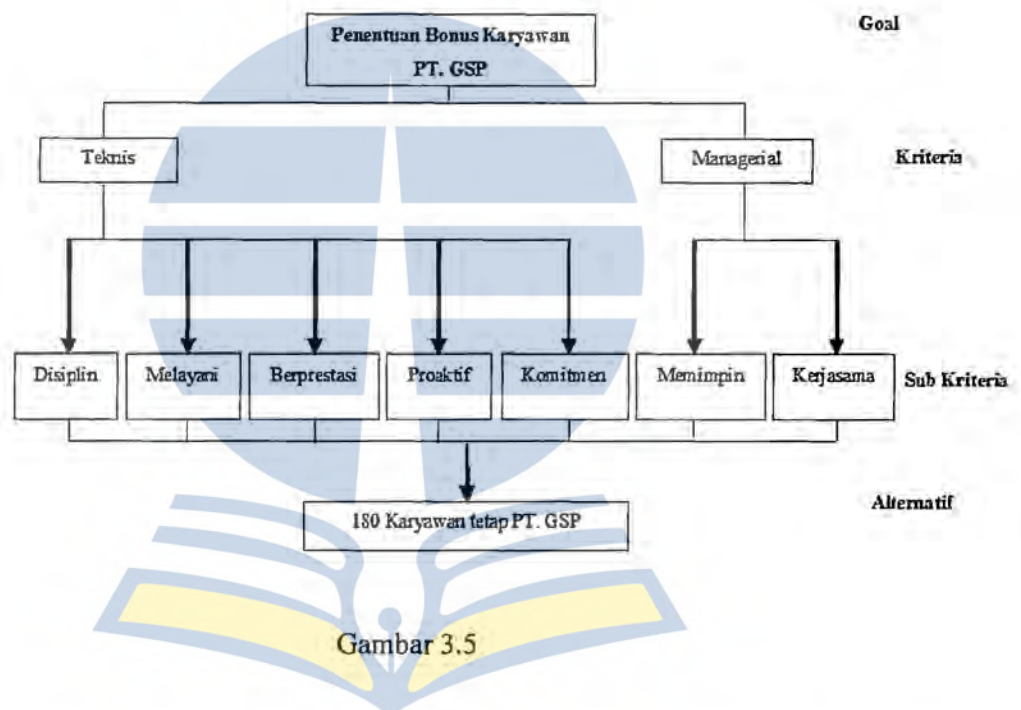 Penentuan Bonus Karyawan
PT. GSP
Goal
Teknis
Managerial
Kriteria
Disiplin
Melayani
Berprestasi
Proaktif
Komitmen
Memimpin
Kerjasama
Sub Kriteria
180 Karyawan tetap PT. GSP
Alternatif
Gambar 3.5